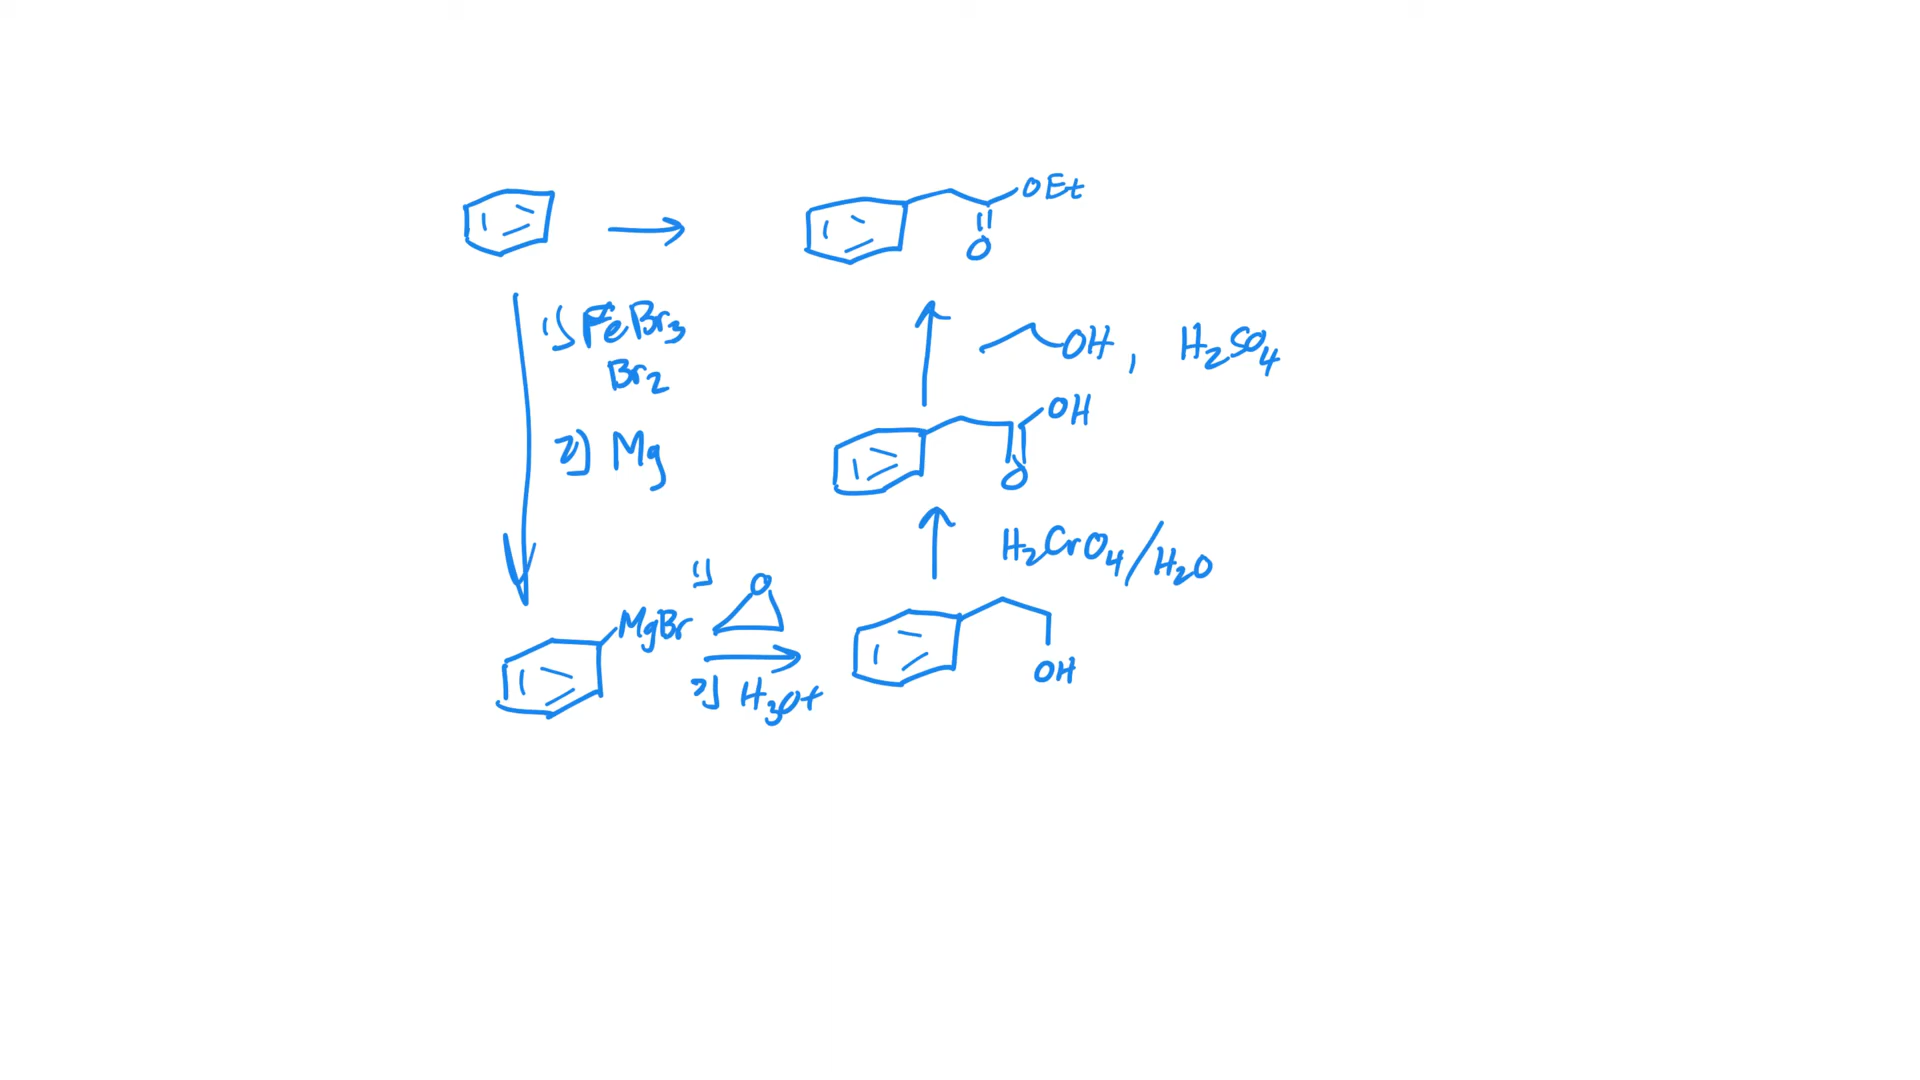 OEt
O
1) FeBr3
Br2
OH, H2SO4
OH
O
2) Mg
H2CrO4/H2O
1)
O
MgBr
2) H3O+
OH